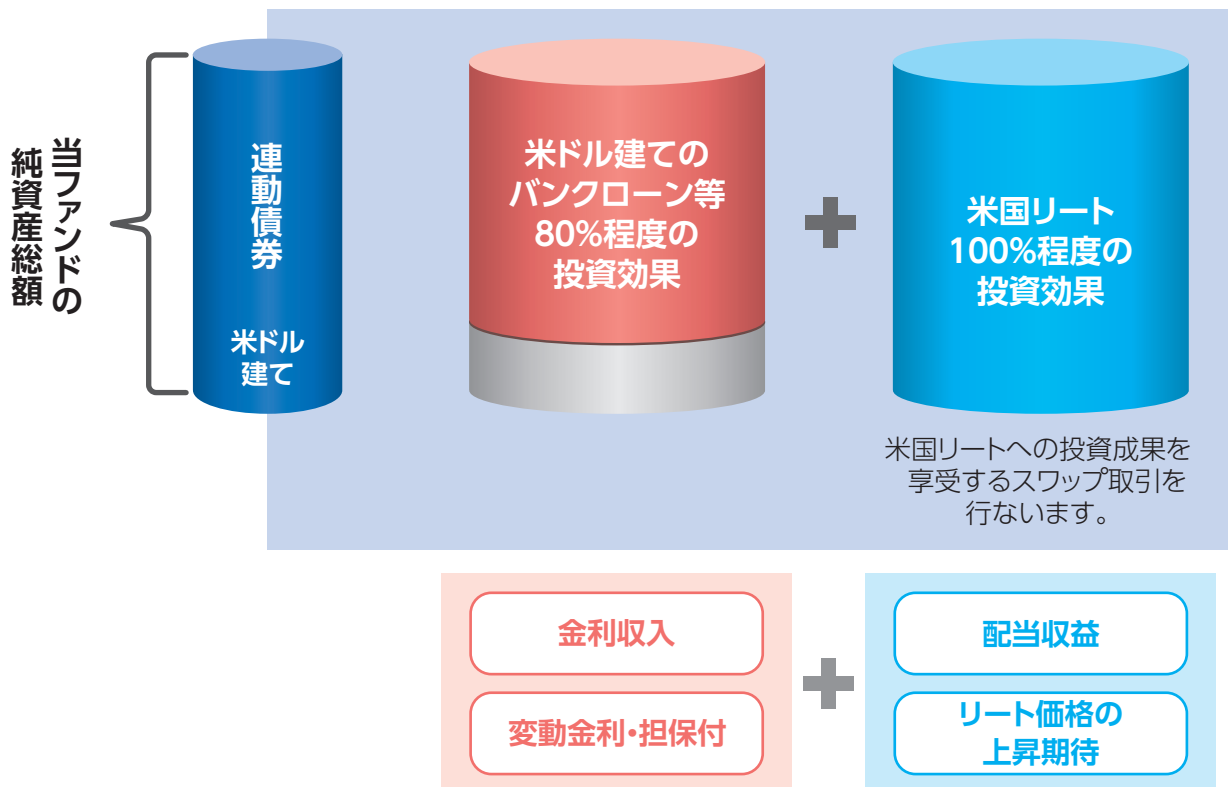 当ファンドの
純資産総額
連動債券
米ドル
建て
米ドル建ての
バンクローン等
80%程度の
投資効果
米国リート
100%程度の
投資効果
米国リートへの投資成果を
享受するスワップ取引を
行ないます。
金利収入
変動金利・担保付
配当収益
リート価格の
上昇期待